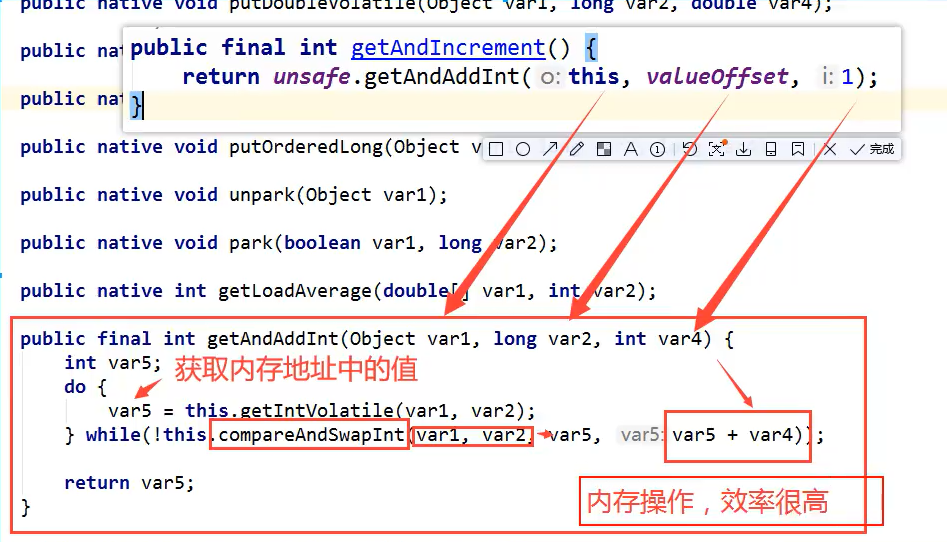 public native void putDoubleVolatile(Object var1, long var2, double var4);
public nat
public final int getAndIncrement() {
return unsafe.getAndAddInt( o: this, valueOffset, i: 1);
public nat
}
public native void putOrderedLong(Object v
A 1 文 完成
public native void unpark(Object var1);
public native void park(boolean var1, long var2);
public native int getLoadAverage(double[] var1, int var2);
public final int getAndAddInt(Object var1, long var2, int var4) {
int var5;
获取内存地址中的值
do {
var5 = this.getIntVolatile(var1, var2);
} while(!this.compareAndSwapInt(var1, var2, var5, var5: var5 + var4));
return var5;
内存操作，效率很高
}